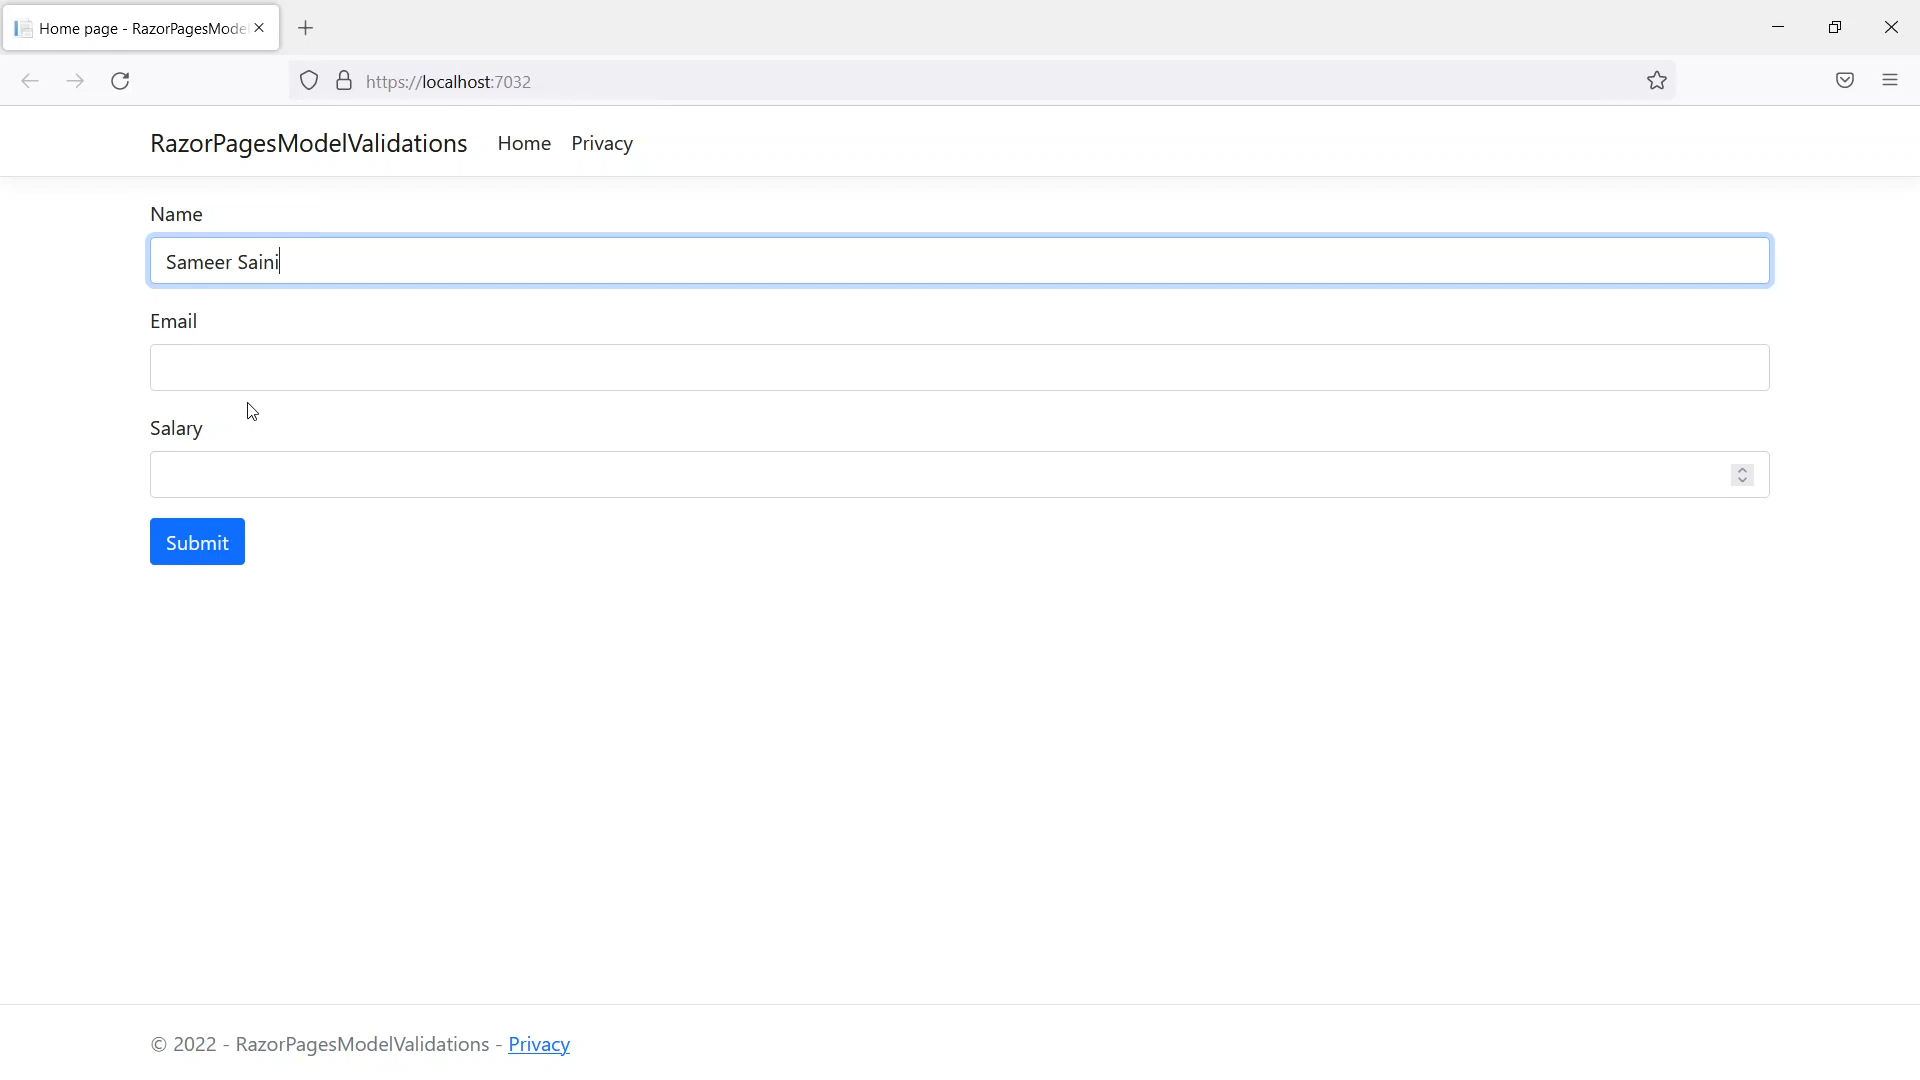 Home page - RazorPagesMode
https://localhost:7032
RazorPagesModelValidations Home Privacy
Name
Sameer Saini
Email
Salary
Submit
© 2022 - RazorPagesModelValidations - Privacy